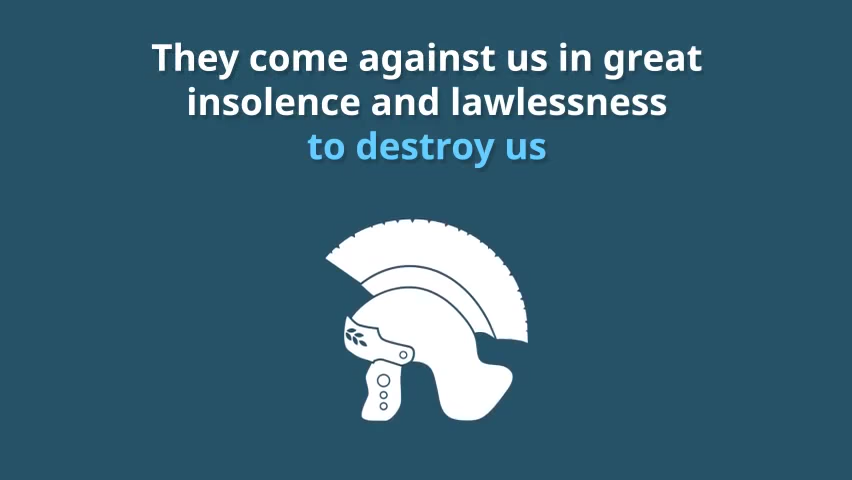 They come against us in great
insolence and lawlessness
to destroy us